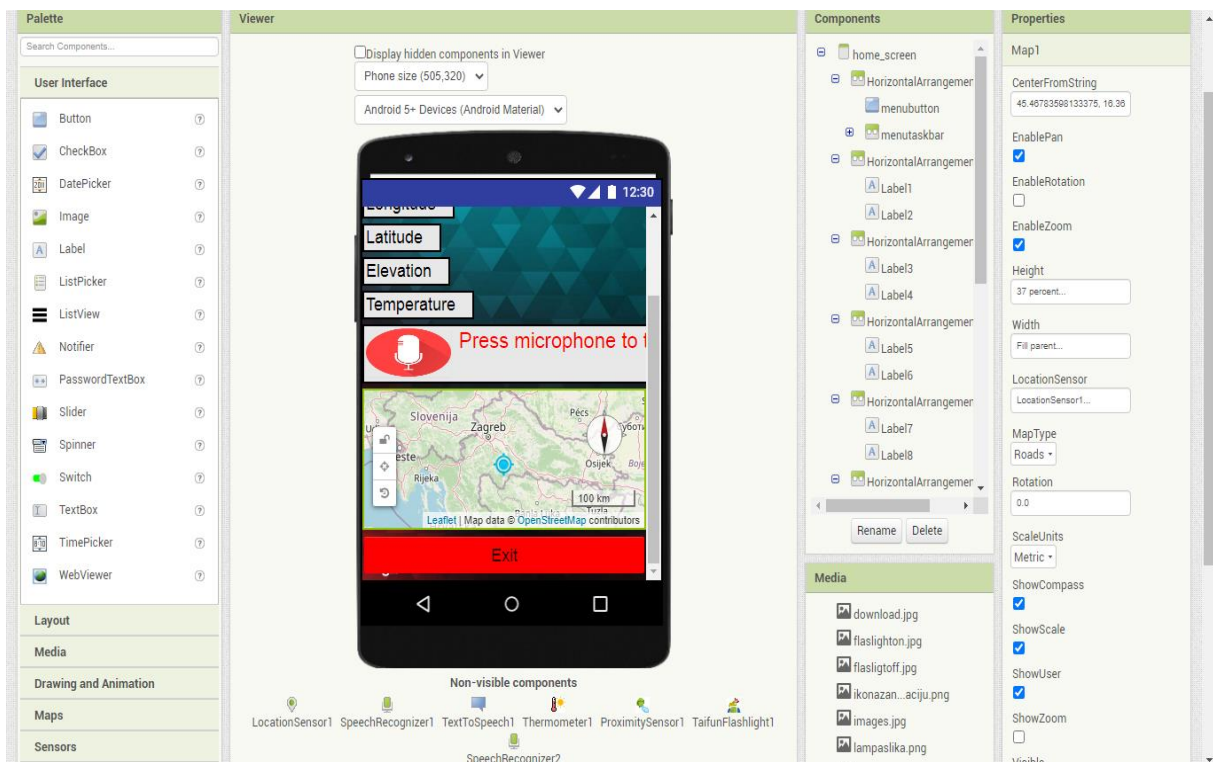 Palette
Search Components...
User Interface
Button
CheckBox
DatePicker
Image
Label
ListPicker
ListView
Notifier
PasswordTextBox
Slider
Spinner
Switch
TextBox
TimePicker
WebViewer
Layout
Media
Drawing and Animation
Maps
Sensors
Viewer
Display hidden components in Viewer
Phone size (505,320)
Android 5+ Devices (Android Material)
12:30
Longitude
Latitude
Elevation
Temperature
Press microphone to
Slovenija
Zagreb
Pécs
Rijeka
Osijek
100 km
Tuzla
Leaflet | Map data © OpenStreetMap contributors
Exit
Non-visible components
LocationSensor1 SpeechRecognizer1 TextToSpeech1 Thermometer1 ProximitySensor1 TaifunFlashlight1
SpeechRecognizer2
Components
home_screen
HorizontalArrangemen
menubutton
menutaskbar
HorizontalArrangemer
Label1
Label2
HorizontalArrangemer
Label3
Label4
HorizontalArrangemer
Label5
Label6
HorizontalArrangemer
Label7
Label8
HorizontalArrangemer
Rename Delete
Media
download.jpg
flaslighton.jpg
flasligtoff.jpg
ikonazan...aciju.png
images.jpg
lampaslika.png
Properties
Map1
CenterFromString
45.46783598133375, 16.36
EnablePan
EnableRotation
EnableZoom
Height
37 percent...
Width
Fill parent...
LocationSensor
LocationSensor1...
MapType
Roads
Rotation
0.0
ScaleUnits
Metric
ShowCompass
ShowScale
ShowUser
ShowZoom
Visible